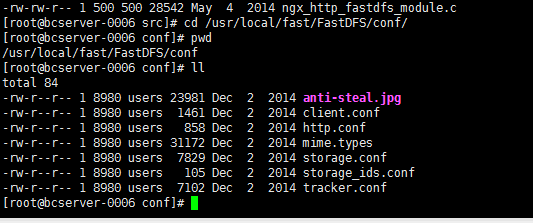 -rw-rw-r-- 1 500 500 28542 May  4  2014 ngx_http_fastdfs_module.c
[root@bcserver-0006 src]# cd /usr/local/fast/FastDFS/conf/
[root@bcserver-0006 conf]# pwd
/usr/local/fast/FastDFS/conf
[root@bcserver-0006 conf]# ll
total 84
-rw-r--r-- 1 8980 users 23981 Dec  2  2014 anti-steal.jpg
-rw-r--r-- 1 8980 users  1461 Dec  2  2014 client.conf
-rw-r--r-- 1 8980 users   858 Dec  2  2014 http.conf
-rw-r--r-- 1 8980 users 31172 Dec  2  2014 mime.types
-rw-r--r-- 1 8980 users  7829 Dec  2  2014 storage.conf
-rw-r--r-- 1 8980 users   105 Dec  2  2014 storage_ids.conf
-rw-r--r-- 1 8980 users  7102 Dec  2  2014 tracker.conf
[root@bcserver-0006 conf]#